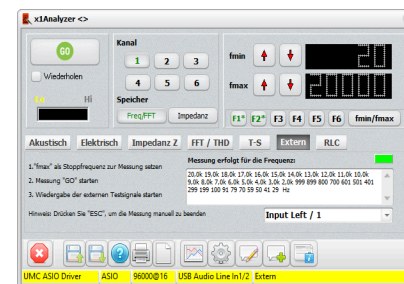 x1Analyzer <>
GO
Wiederholen
Lo Hi
Kanal
1 2 3
4 5 6
Speicher
Freq/FFT Impedanz
fmin 20
fmax 20000
F1* F2* F3 F4 F5 F6 fmin/fmax
Akustisch Elektrisch Impedanz Z FFT / THD T-S Extern RLC
1."fmax" als Stoppfrequenz zur Messung setzen
2. Messung "GO" starten
3. Wiedergabe der externen Testsignale starten
Messung erfolgt für die Frequenz:
20.0k 19.0k 18.0k 17.0k 16.0k 15.0k 14.0k 13.0k 12.0k 11.0k 10.0k
9.0k 8.0k 7.0k 6.0k 5.0k 4.0k 3.0k 2.0k 999 899 800 700 601 501 401
299 199 100 91 79 70 59 50 41 29 Hz
Hinweis: Drücken Sie "ESC", um die Messung manuell zu beenden
Input Left / 1
UMC ASIO Driver ASIO 96000@16 USB Audio Line In1/2 Extern